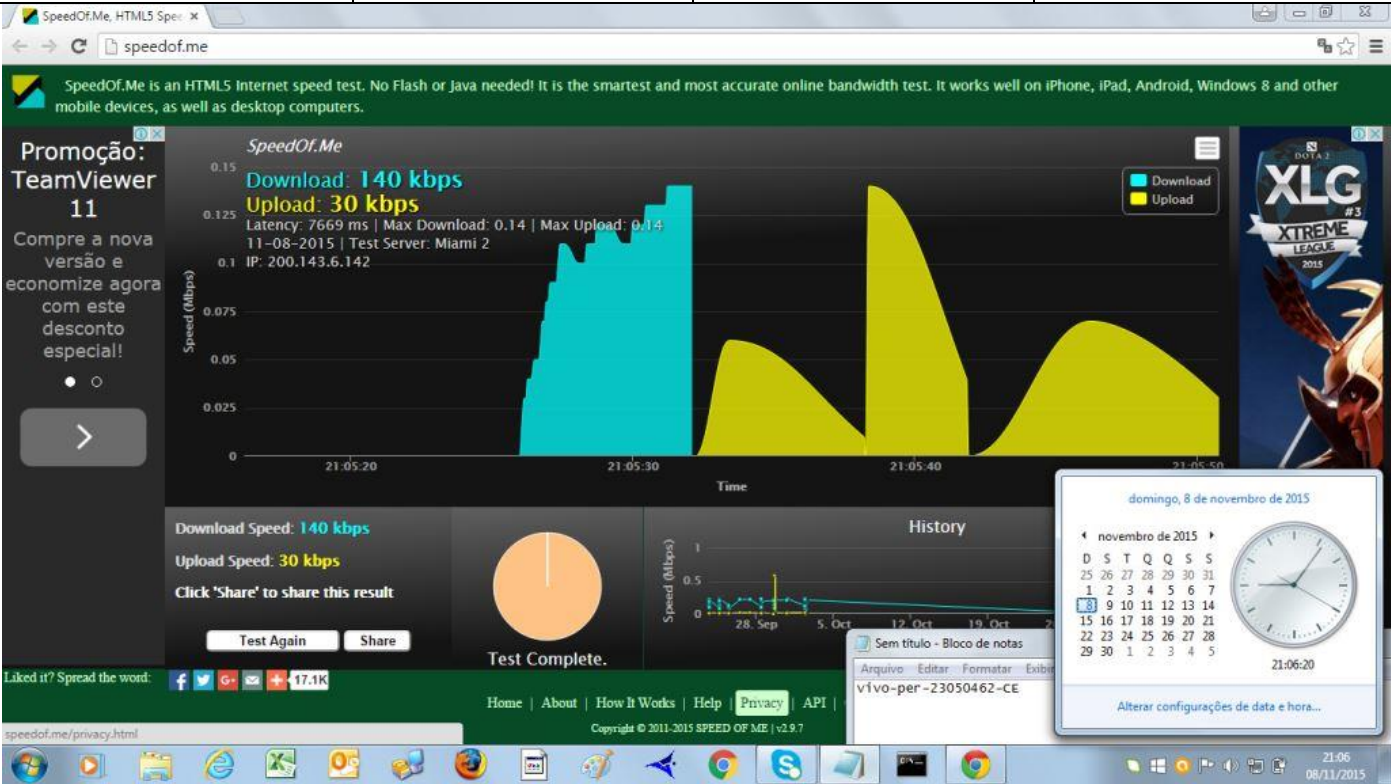 SpeedOf.Me, HTML5 Spee
speedof.me
SpeedOf.Me is an HTML5 Internet speed test. No Flash or Java needed! It is the smartest and most accurate online bandwidth test. It works well on iPhone, iPad, Android, Windows 8 and other
mobile devices, as well as desktop computers.
Promoção:
TeamViewer
11
Compre a nova
versão e
economize agora
com este
desconto
especial!
SpeedOf.Me
Download: 140 kbps
Upload: 30 kbps
Latency: 7669 ms | Max Download: 0.14 | Max Upload: 0.14
11-08-2015 | Test Server: Miami 2
IP: 200.143.6.142
Download
Upload
Speed (Mbps)
0.15
0.125
0.1
0.075
0.05
0.025
0
21:05:20
21:05:30
21:05:40
21:05:50
Time
DOTA 2
XLG
#3
XTREME
LEAGUE
2015
Download Speed: 140 kbps
Upload Speed: 30 kbps
Click 'Share' to share this result
Test Again
Share
Test Complete.
History
Speed (Mbps)
1
0.5
0
28. Sep
5. Oct
12. Oct
19. Oct
Liked it? Spread the word:
17.1K
Home | About | How It Works | Help | Privacy | API |
Copyright © 2011-2015 SPEED OF ME | v2.9.7
speedof.me/privacy.html
Sem título - Bloco de notas
Arquivo Editar Formatar Exibir
vivo-per-23050462-CE
domingo, 8 de novembro de 2015
novembro de 2015
D S T Q Q S S
25 26 27 28 29 30 31
1 2 3 4 5 6 7
8 9 10 11 12 13 14
15 16 17 18 19 20 21
22 23 24 25 26 27 28
29 30 1 2 3 4 5
21:06:20
Alterar configurações de data e hora...
21:06
08/11/2015